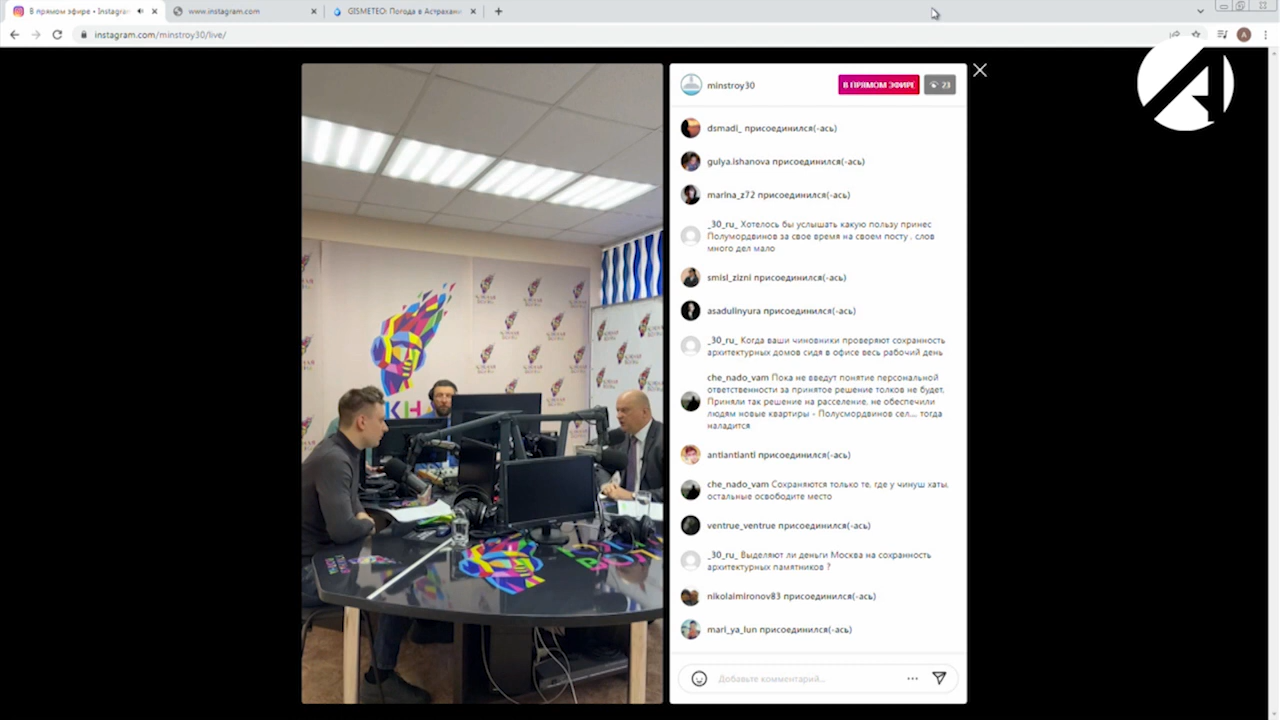 В прямом эфире • Instagram
www.instagram.com
GISMETEO: Погода в Астрахани
instagram.com/minstroy30/live/
A
minstroy30
В ПРЯМОМ ЭФИРЕ
23
dsmadi_ присоединился(-ась)
gulya.ishanova присоединился(-ась)
marina_z72 присоединился(-ась)
_30_ru_ Хотелось бы услышать какую пользу принес
Полумордвинов за свое время на своем посту , слов
много дел мало
smisl_zizni присоединился(-ась)
asadulinyura присоединился(-ась)
_30_ru_ Когда ваши чиновники проверяют сохранность
архитектурных домов сидя в офисе весь рабочий день
che_nado_vam Пока не введут понятие персональной
ответственности за принятое решение толков не будет.
Приняли так решение на расселение, не обеспечили
людям новые квартиры - Полусмордвинов сел... тогда
наладится
antiantianti присоединился(-ась)
che_nado_vam Сохраняются только те, где у чинуш хаты,
остальные освободите место
ventrue_ventrue присоединился(-ась)
_30_ru_ Выделяют ли деньги Москва на сохранность
архитектурных памятников ?
nikolaimironov83 присоединился(-ась)
mari_ya_lun присоединился(-ась)
Добавьте комментарий...